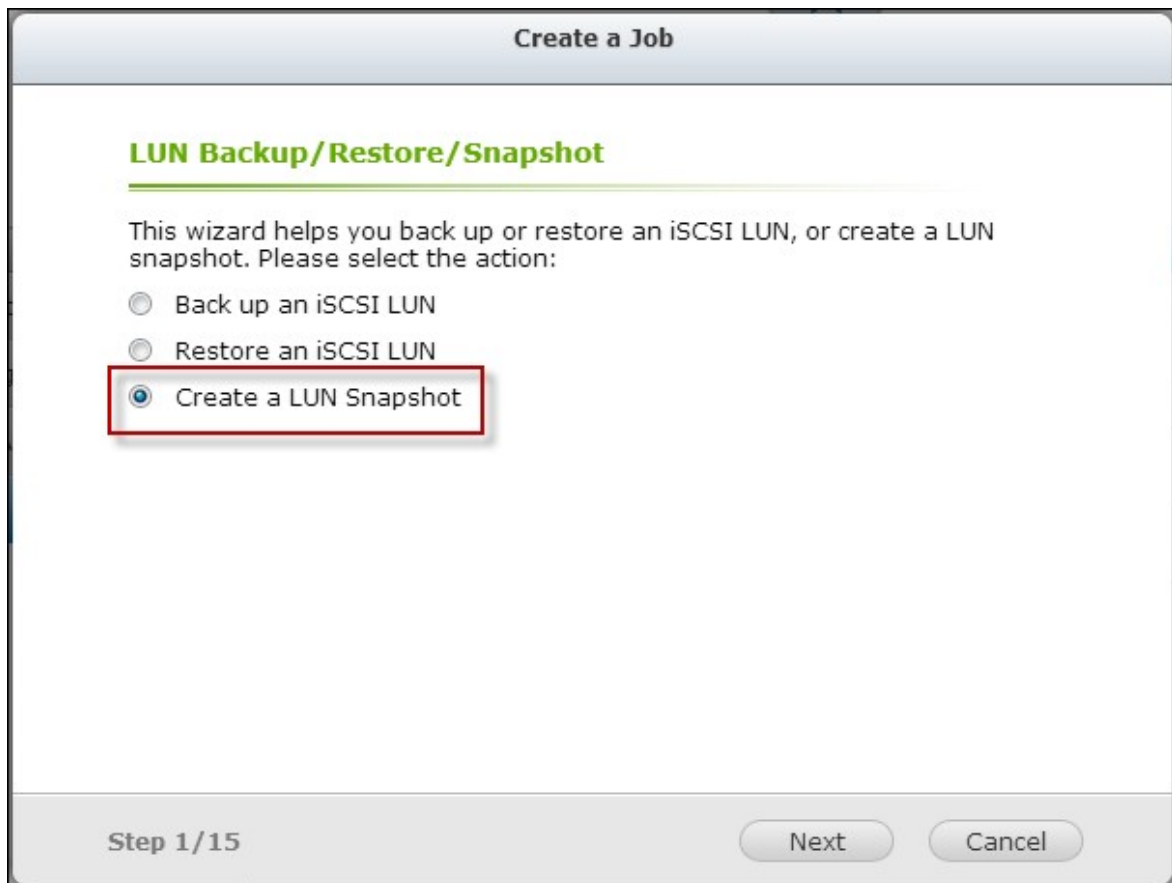 Create a Job
LUN Backup/Restore/Snapshot
This wizard helps you back up or restore an iSCSI LUN, or create a LUN
snapshot. Please select the action:
Back up an iSCSI LUN
Restore an iSCSI LUN
Create a LUN Snapshot
Step 1/15
Next
Cancel